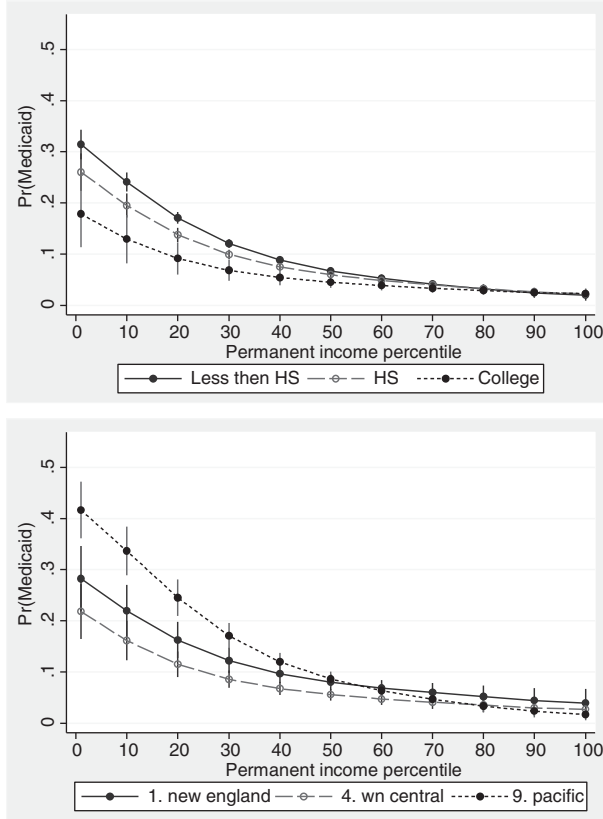 .5
.4
.3
.2
.1
0
Pr(Medicaid)
0 10 20 30 40 50 60 70 80 90 100
Permanent income percentile
Less then HS HS College
.5
.4
.3
.2
.1
0
Pr(Medicaid)
0 10 20 30 40 50 60 70 80 90 100
Permanent income percentile
1. new england 4. wn central 9. pacific